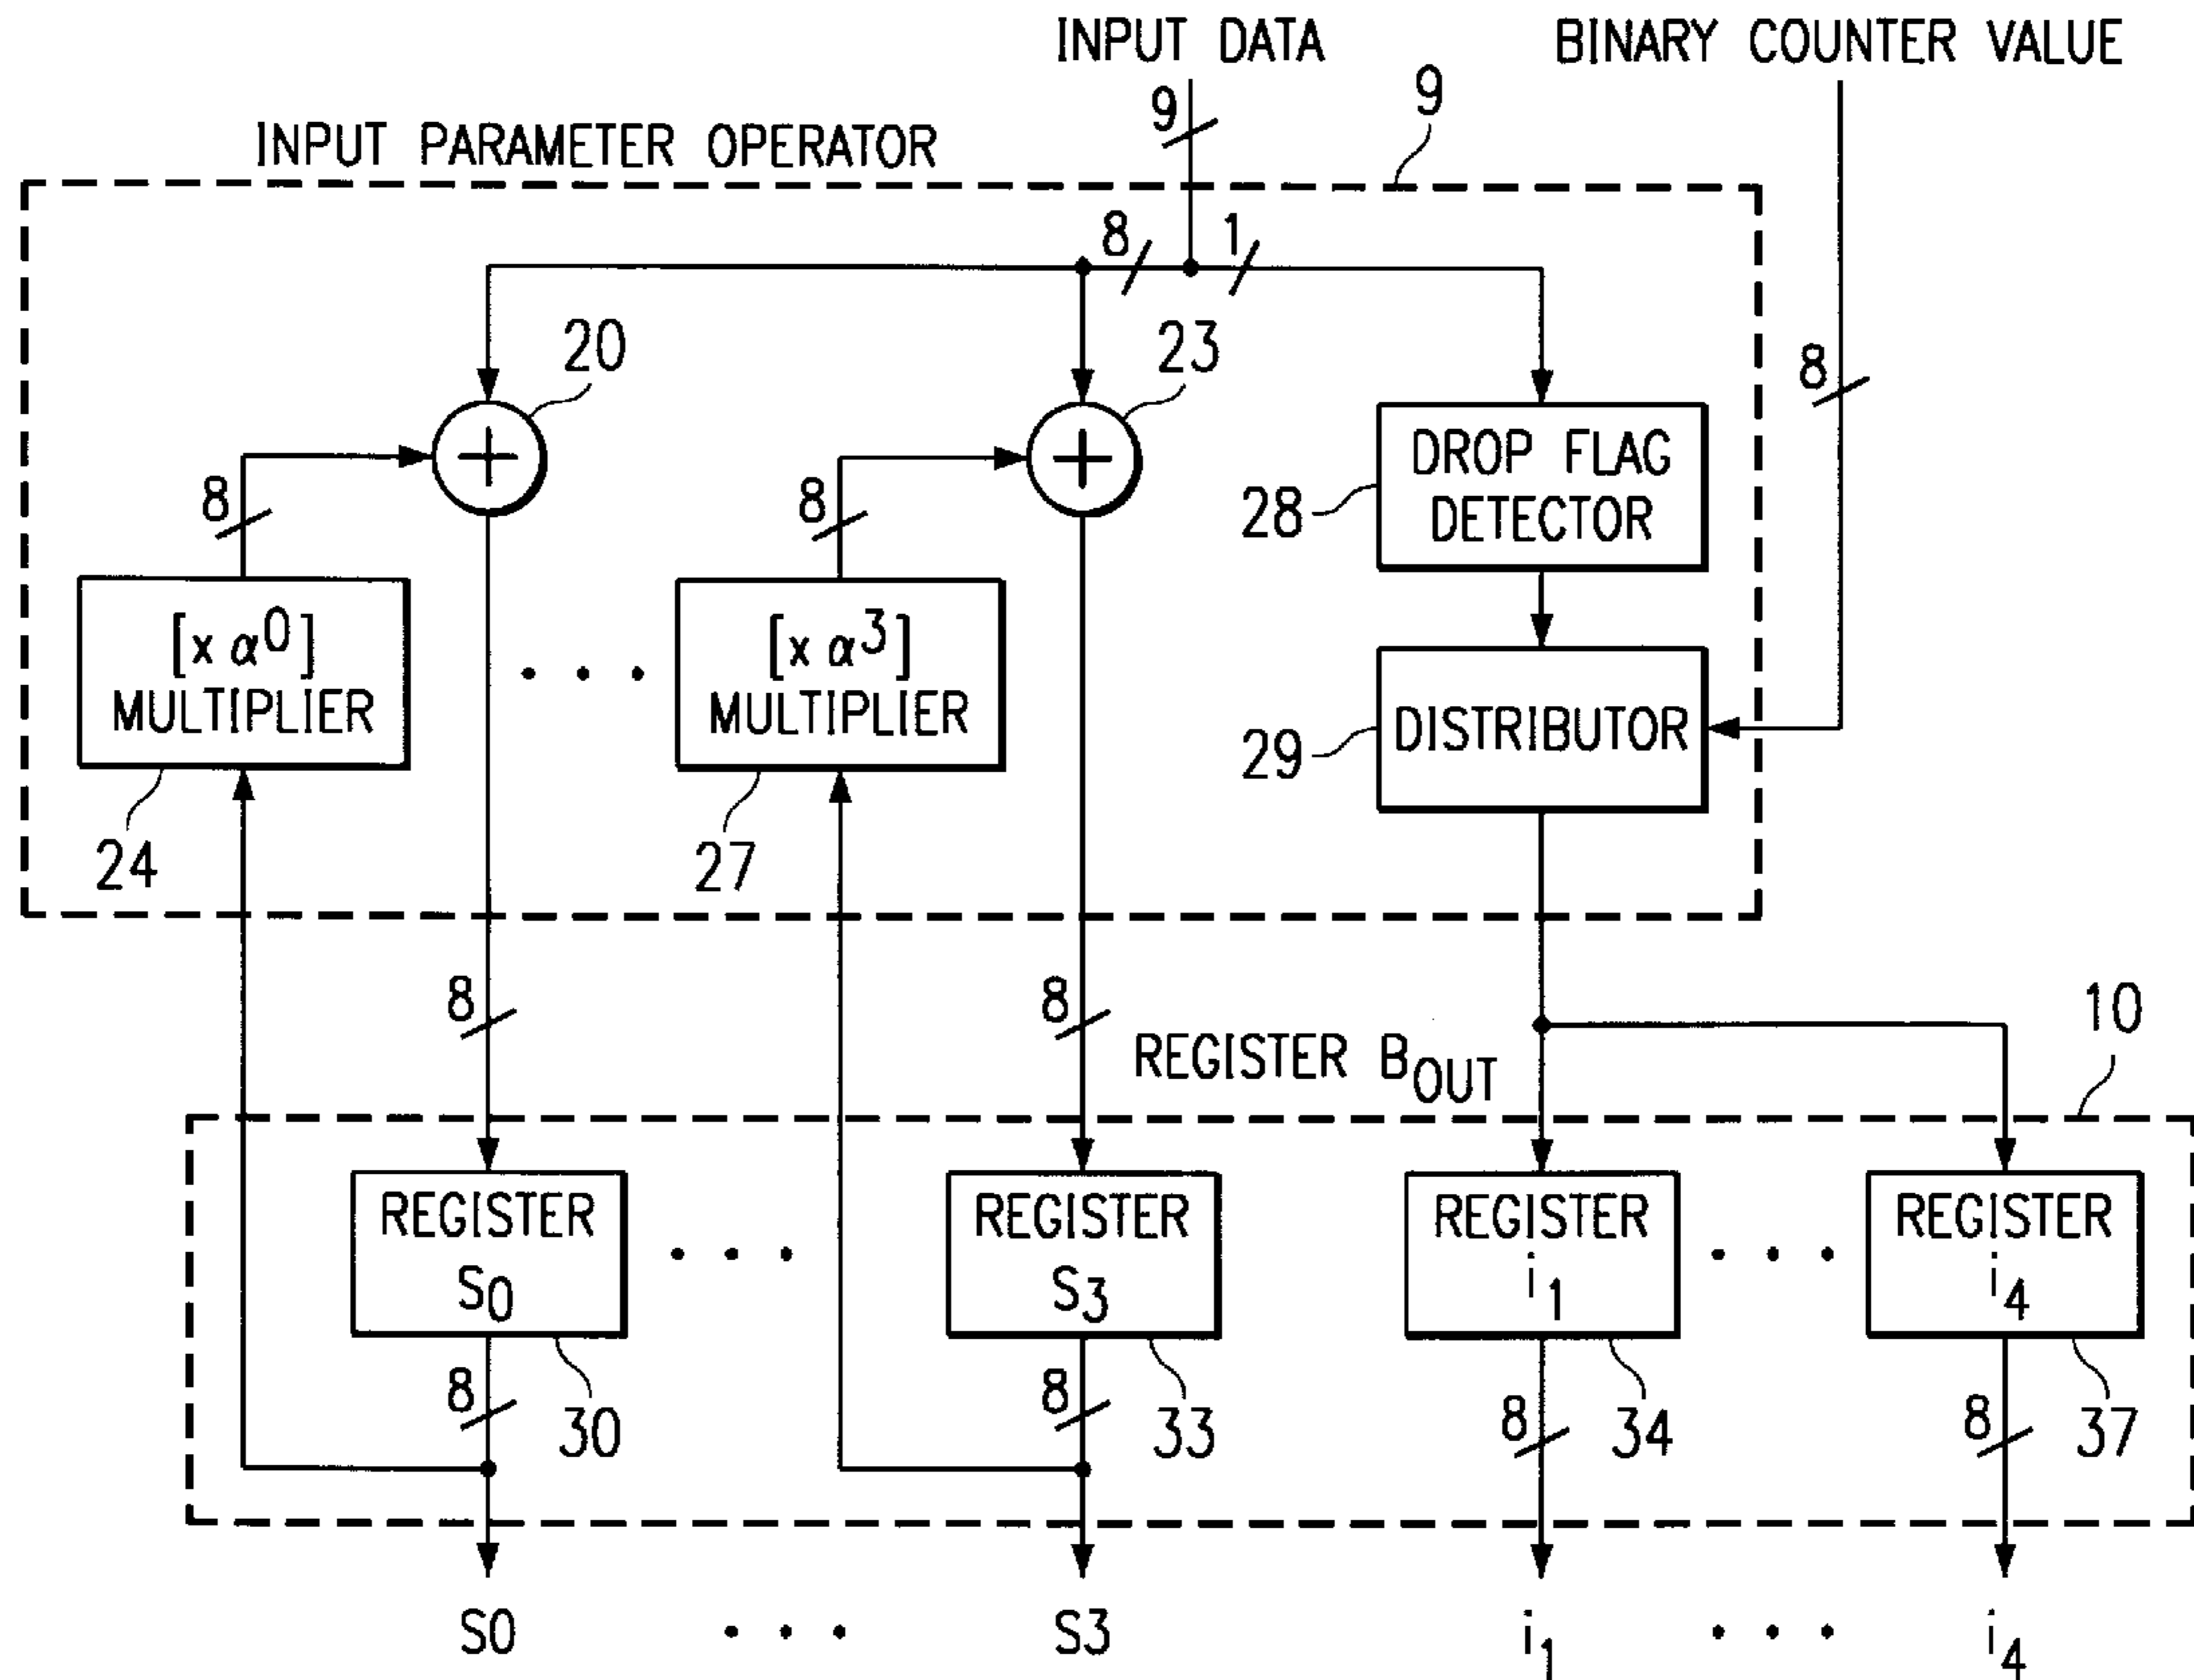 INPUT DATA
BINARY COUNTER VALUE
9
9
INPUT PARAMETER OPERATOR
8
1
20
23
8
8
8
DROP FLAG
DETECTOR
28
[x α⁰]
MULTIPLIER
• • •
[x α³]
MULTIPLIER
DISTRIBUTOR
29
24
27
8
8
10
REGISTER B_OUT
REGISTER
S₀
• • •
REGISTER
S₃
REGISTER
i₁
• • •
REGISTER
i₄
8
30
8
33
8
34
8
37
S0
• • •
S3
i₁
• • •
i₄